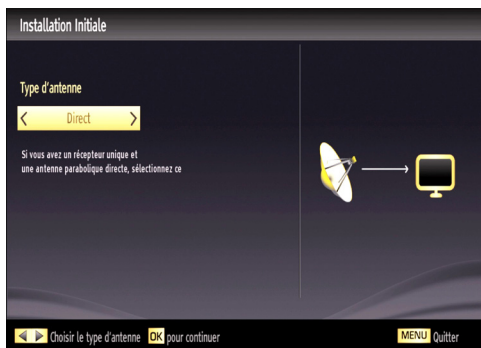 Installation Initiale
Type d'antenne
Direct
Si vous avez un récepteur unique et
une antenne parabolique directe, sélectionnez ce
Choisir le type d'antenne OK pour continuer
MENU Quitter